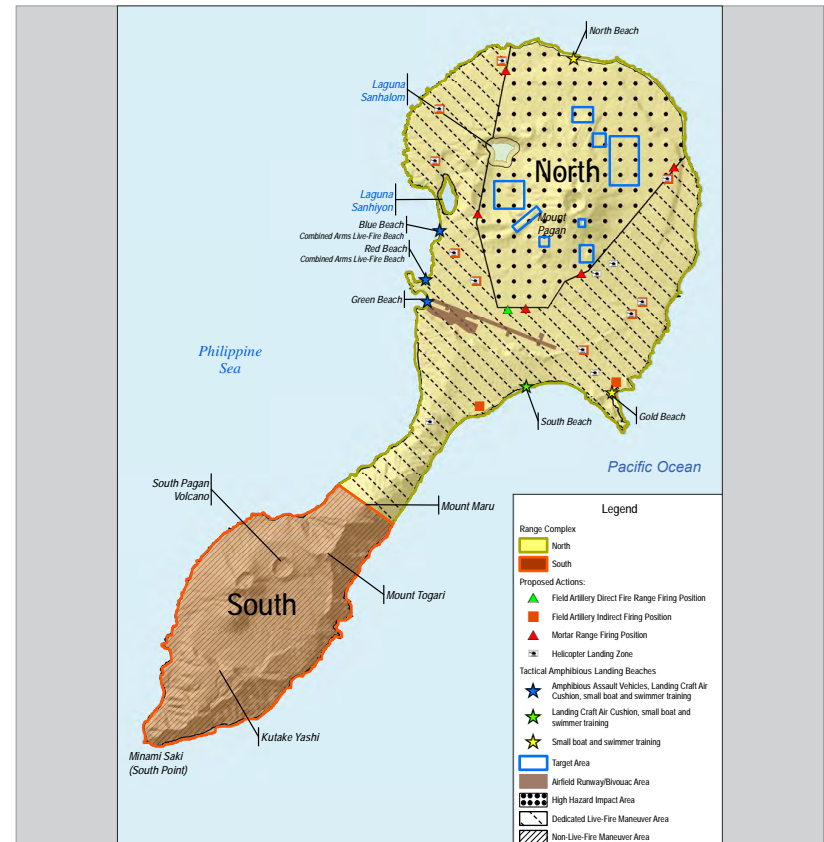 North Beach
Laguna
Sanhalom
North
Laguna
Sanhiyon
Mount
Pagan
Blue Beach
Combined Arms Live-Fire Beach
Red Beach
Combined Arms Live-Fire Beach
Green Beach
Philippine
Sea
South Beach
Gold Beach
Pacific Ocean
South Pagan
Volcano
Mount Maru
Mount Togari
South
Kutake Yashi
Minami Saki
(South Point)
Legend
Range Complex
North
South
Proposed Actions:
Field Artillery Direct Fire Range Firing Position
Field Artillery Indirect Firing Position
Mortar Range Firing Position
Helicopter Landing Zone
Tactical Amphibious Landing Beaches
Amphibious Assault Vehicles, Landing Craft Air
Cushion, small boat and swimmer training
Landing Craft Air Cushion, small boat and
swimmer training
Small boat and swimmer training
Target Area
Airfield Runway/Bivouac Area
High Hazard Impact Area
Dedicated Live-Fire Maneuver Area
Non-Live-Fire Maneuver Area